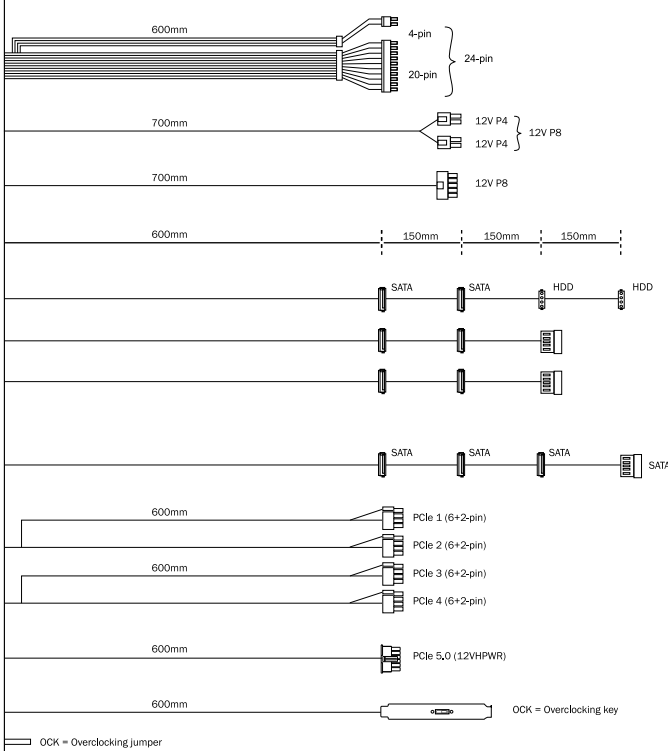 600mm
4-pin
24-pin
20-pin
700mm
12V P4
12V P8
12V P4
700mm
12V P8
600mm
150mm
150mm
150mm
SATA
SATA
HDD
HDD
SATA
SATA
SATA
SATA
600mm
PCIe 1 (6+2-pin)
PCIe 2 (6+2-pin)
600mm
PCIe 3 (6+2-pin)
PCIe 4 (6+2-pin)
600mm
PCIe 5.0 (12VHPWR)
600mm
OCK = Overclocking key
OCK = Overclocking jumper